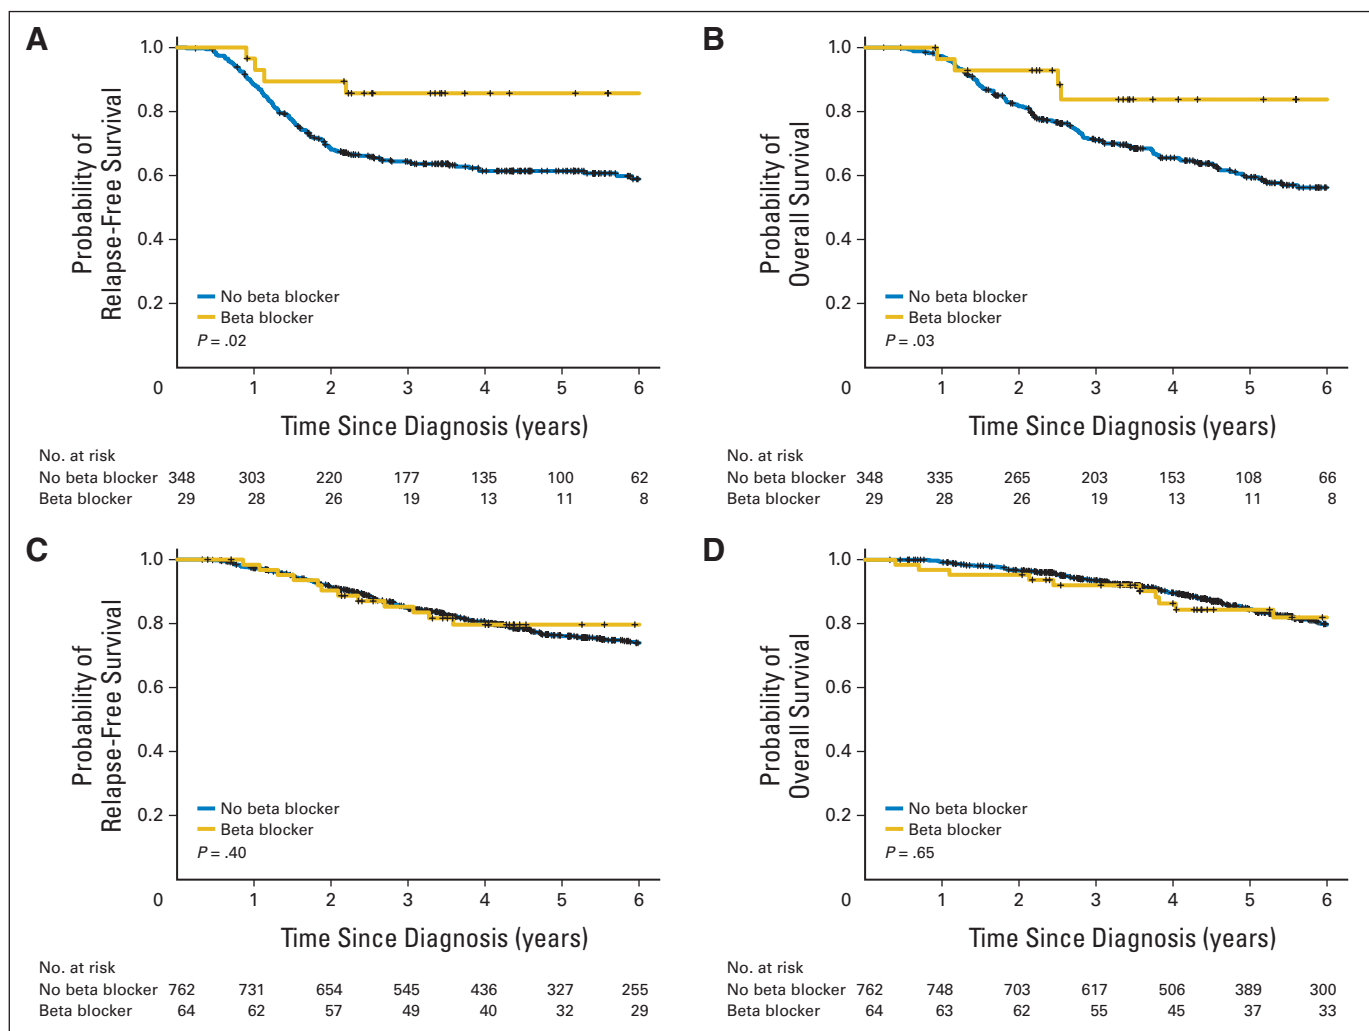 A
1.0
0.8
0.6
0.4
0.2
Probability of
Relapse-Free Survival
No beta blocker
Beta blocker
P = .02
0 1 2 3 4 5 6
Time Since Diagnosis (years)
No. at risk
No beta blocker 348 303 220 177 135 100 62
Beta blocker 29 28 26 19 13 11 8
B
1.0
0.8
0.6
0.4
0.2
Probability of
Overall Survival
No beta blocker
Beta blocker
P = .03
0 1 2 3 4 5 6
Time Since Diagnosis (years)
No. at risk
No beta blocker 348 335 265 203 153 108 66
Beta blocker 29 28 26 19 13 11 8
C
1.0
0.8
0.6
0.4
0.2
Probability of
Relapse-Free Survival
No beta blocker
Beta blocker
P = .40
0 1 2 3 4 5 6
Time Since Diagnosis (years)
No. at risk
No beta blocker 762 731 654 545 436 327 255
Beta blocker 64 62 57 49 40 32 29
D
1.0
0.8
0.6
0.4
0.2
Probability of
Overall Survival
No beta blocker
Beta blocker
P = .65
0 1 2 3 4 5 6
Time Since Diagnosis (years)
No. at risk
No beta blocker 762 748 703 617 506 389 300
Beta blocker 64 63 62 55 45 37 33